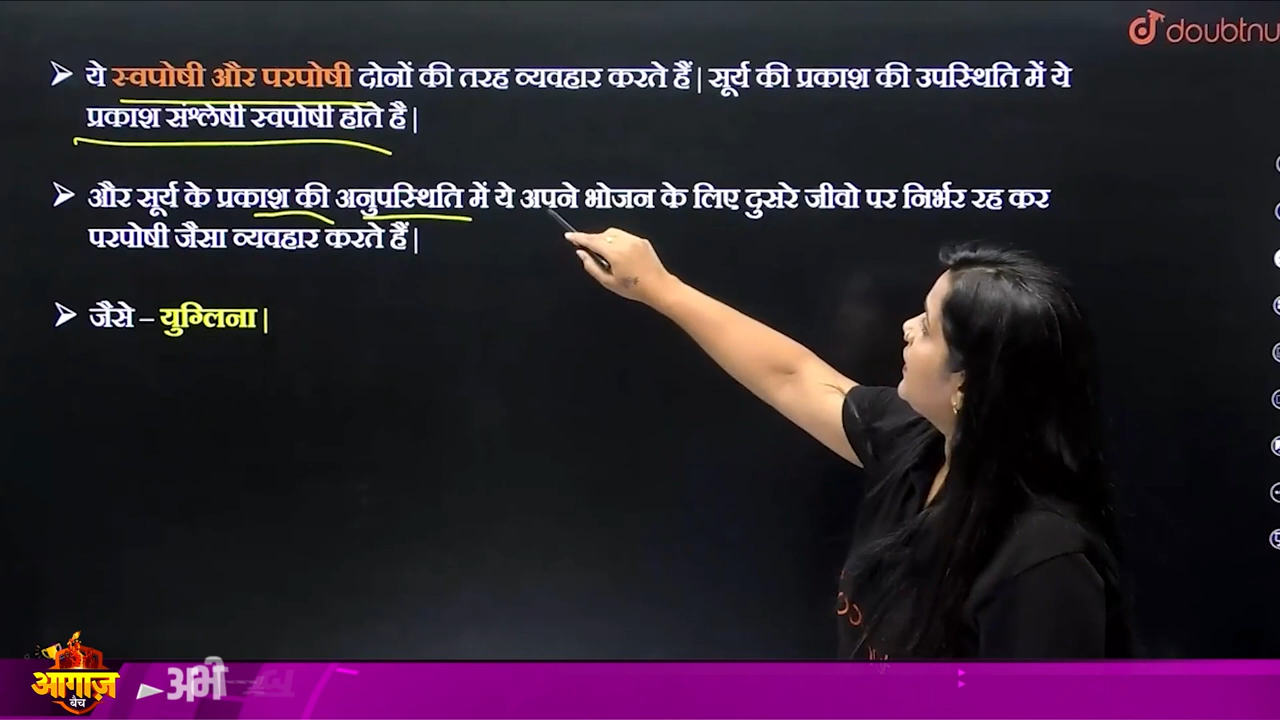 doubtnu
ये स्वपोषी और परपोषी दोनों की तरह व्यवहार करते हैं | सूर्य की प्रकाश की उपस्थिति में ये
प्रकाश संश्लेषी स्वपोषी होते है |
और सूर्य के प्रकाश की अनुपस्थिति में ये अपने भोजन के लिए दुसरे जीवो पर निर्भर रह कर
परपोषी जैसा व्यवहार करते हैं |
जैसे – युग्लिना |
आगाज़
बैच
अभी